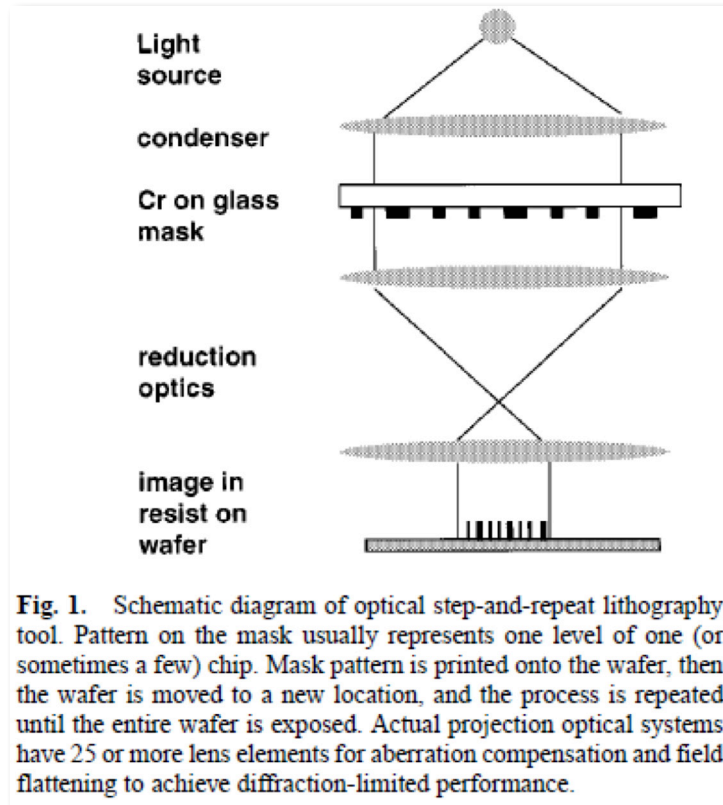 Light
source
condenser
Cr on glass
mask
reduction
optics
image in
resist on
wafer
Fig. 1. Schematic diagram of optical step-and-repeat lithography
tool. Pattern on the mask usually represents one level of one (or
sometimes a few) chip. Mask pattern is printed onto the wafer, then
the wafer is moved to a new location, and the process is repeated
until the entire wafer is exposed. Actual projection optical systems
have 25 or more lens elements for aberration compensation and field
flattening to achieve diffraction-limited performance.